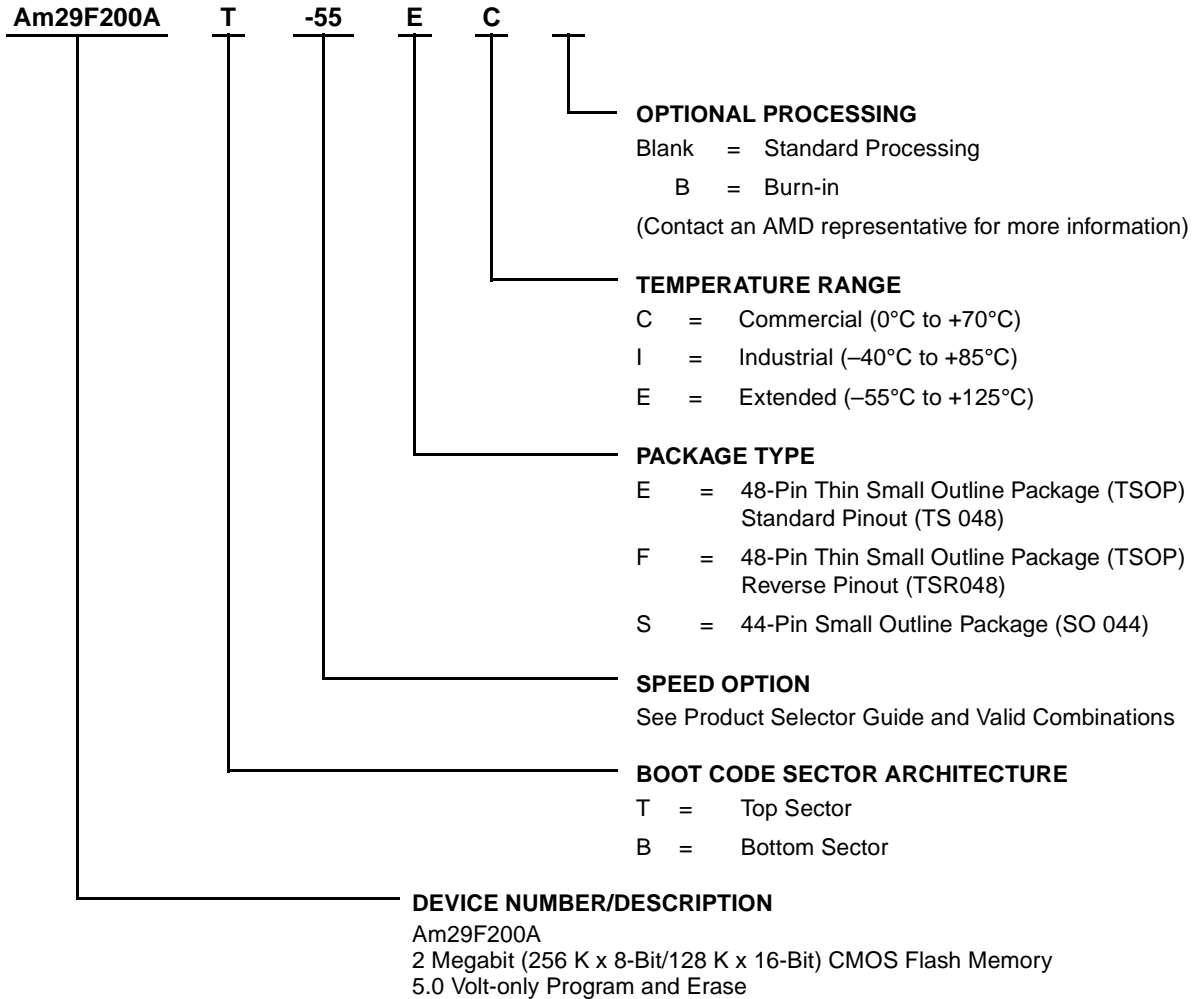 Am29F200A T -55 E C
OPTIONAL PROCESSING
Blank = Standard Processing
B = Burn-in
(Contact an AMD representative for more information)
TEMPERATURE RANGE
C = Commercial (0°C to +70°C)
I = Industrial (–40°C to +85°C)
E = Extended (–55°C to +125°C)
PACKAGE TYPE
E = 48-Pin Thin Small Outline Package (TSOP)
Standard Pinout (TS 048)
F = 48-Pin Thin Small Outline Package (TSOP)
Reverse Pinout (TSR048)
S = 44-Pin Small Outline Package (SO 044)
SPEED OPTION
See Product Selector Guide and Valid Combinations
BOOT CODE SECTOR ARCHITECTURE
T = Top Sector
B = Bottom Sector
DEVICE NUMBER/DESCRIPTION
Am29F200A
2 Megabit (256 K x 8-Bit/128 K x 16-Bit) CMOS Flash Memory
5.0 Volt-only Program and Erase